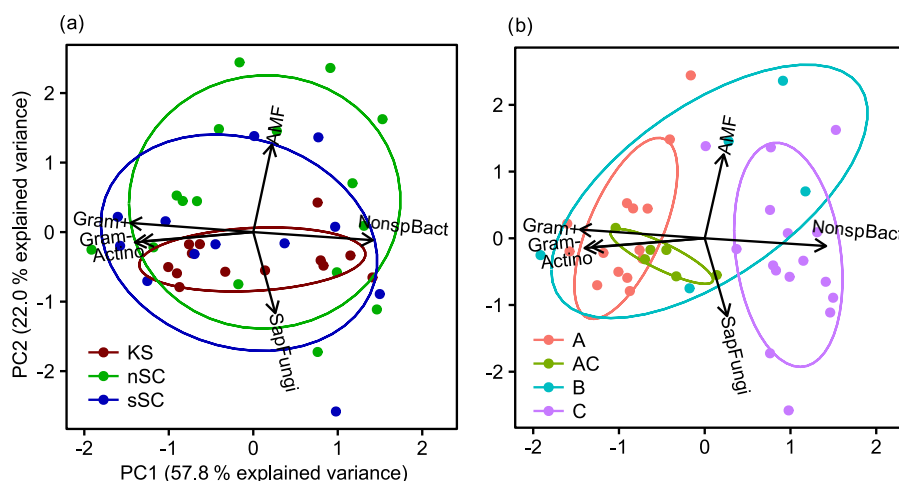 (a)
PC2 (22.0 % explained variance)
2
1
0
-1
-2
AMF
Gram+
Gram-
Actino
NonspBact
SapFungi
KS
nSC
sSC
-2
-1
0
1
2
PC1 (57.8 % explained variance)
(b)
2
1
0
-1
-2
AMF
Gram+
Gram-
Actino
NonspBact
SapFungi
A
AC
B
C
-2
-1
0
1
2